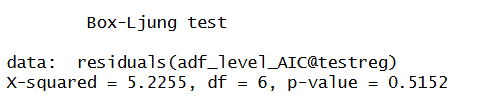 Box-Ljung test
data:  residuals(adf_level_AIC@testreg)
X-squared = 5.2255, df = 6, p-value = 0.5152